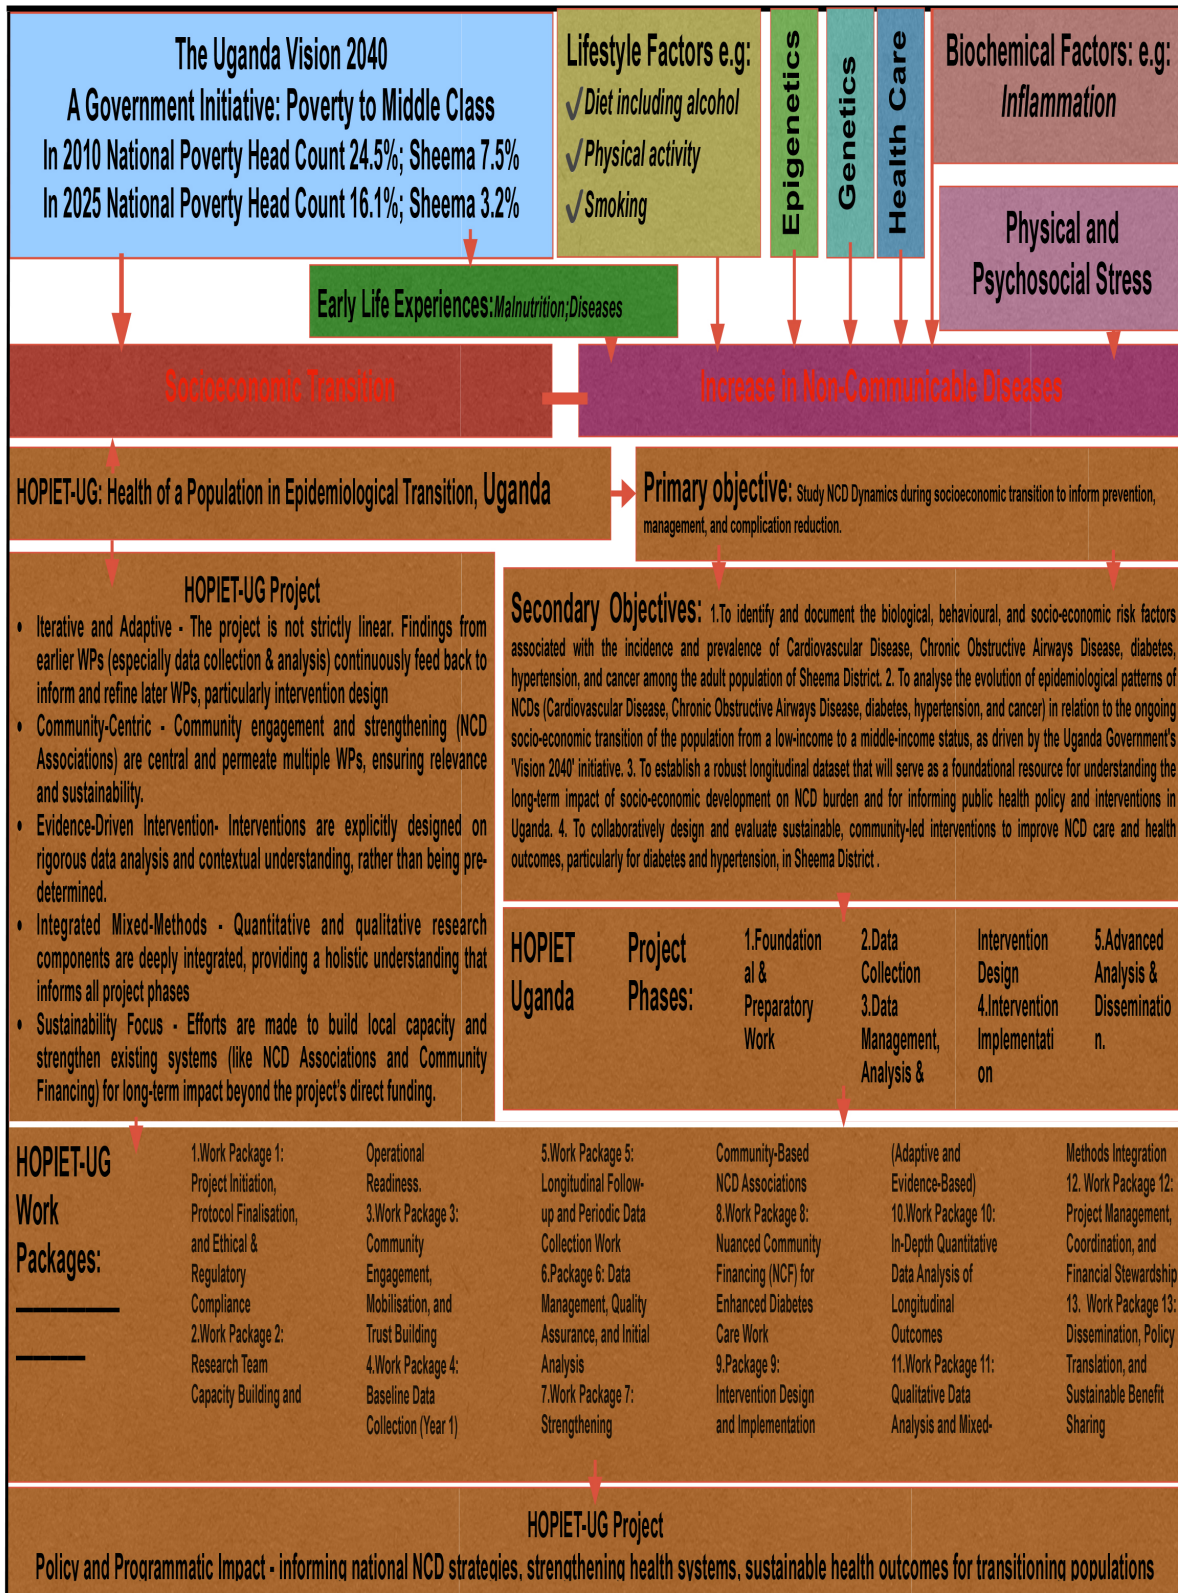 The Uganda Vision 2040
A Government Initiative: Poverty to Middle Class
In 2010 National Poverty Head Count 24.5%; Sheema 7.5%
In 2025 National Poverty Head Count 16.1%; Sheema 3.2%
Lifestyle Factors e.g:
✓Diet including alcohol
✓Physical activity
✓Smoking
Epigenetics
Genetics
Health Care
Biochemical Factors: e.g:
Inflammation
Physical and
Psychosocial Stress
Early Life Experiences:Malnutrition;Diseases
Socioeconomic Transition
Increase In Non-Communicable Diseases
HOPIET-UG: Health of a Population in Epidemiological Transition, Uganda
Primary objective: Study NCD Dynamics during socioeconomic transition to inform prevention,
management, and complication reduction.
HOPIET-UG Project
• Iterative and Adaptive - The project is not strictly linear. Findings from
earlier WPs (especially data collection & analysis) continuously feed back to
inform and refine later WPs, particularly intervention design
• Community-Centric - Community engagement and strengthening (NCD
Associations) are central and permeate multiple WPs, ensuring relevance
and sustainability.
• Evidence-Driven Intervention- Interventions are explicitly designed on
rigorous data analysis and contextual understanding, rather than being pre-
determined.
• Integrated Mixed-Methods - Quantitative and qualitative research
components are deeply integrated, providing a holistic understanding that
informs all project phases
• Sustainability Focus - Efforts are made to build local capacity and
strengthen existing systems (like NCD Associations and Community
Financing) for long-term impact beyond the project's direct funding.
Secondary Objectives: 1.To identify and document the biological, behavioural, and socio-economic risk factors
associated with the incidence and prevalence of Cardiovascular Disease, Chronic Obstructive Airways Disease, diabetes,
hypertension, and cancer among the adult population of Sheema District. 2. To analyse the evolution of epidemiological patterns of
NCDs (Cardiovascular Disease, Chronic Obstructive Airways Disease, diabetes, hypertension, and cancer) in relation to the ongoing
socio-economic transition of the population from a low-income to a middle-income status, as driven by the Uganda Government's
'Vision 2040' initiative. 3. To establish a robust longitudinal dataset that will serve as a foundational resource for understanding the
long-term impact of socio-economic development on NCD burden and for informing public health policy and interventions in
Uganda. 4. To collaboratively design and evaluate sustainable, community-led interventions to improve NCD care and health
outcomes, particularly for diabetes and hypertension, in Sheema District .
HOPIET
Uganda
Project
Phases:
1.Foundation
al &
Preparatory
Work
2.Data
Collection
3.Data
Management,
Analysis &
Intervention
Design
4.Intervention
Implementati
on
5.Advanced
Analysis &
Disseminatio
n.
HOPIET-UG
Work
Packages:
1.Work Package 1:
Project Initiation,
Protocol Finalisation,
and Ethical &
Regulatory
Compliance
2.Work Package 2:
Research Team
Capacity Building and
Operational
Readiness.
3.Work Package 3:
Community
Engagement,
Mobilisation, and
Trust Building
4.Work Package 4:
Baseline Data
Collection (Year 1)
5.Work Package 5:
Longitudinal Follow-
up and Periodic Data
Collection Work
6.Package 6: Data
Management, Quality
Assurance, and Initial
Analysis
7.Work Package 7:
Strengthening
Community-Based
NCD Associations
8.Work Package 8:
Nuanced Community
Financing (NCF) for
Enhanced Diabetes
Care Work
9.Package 9:
Intervention Design
and Implementation
(Adaptive and
Evidence-Based)
10.Work Package 10:
In-Depth Quantitative
Data Analysis of
Longitudinal
Outcomes
11.Work Package 11:
Qualitative Data
Analysis and Mixed-
Methods Integration
12. Work Package 12:
Project Management,
Coordination, and
Financial Stewardship
13. Work Package 13:
Dissemination, Policy
Translation, and
Sustainable Benefit
Sharing
HOPIET-UG Project
Policy and Programmatic Impact - informing national NCD strategies, strengthening health systems, sustainable health outcomes for transitioning populations